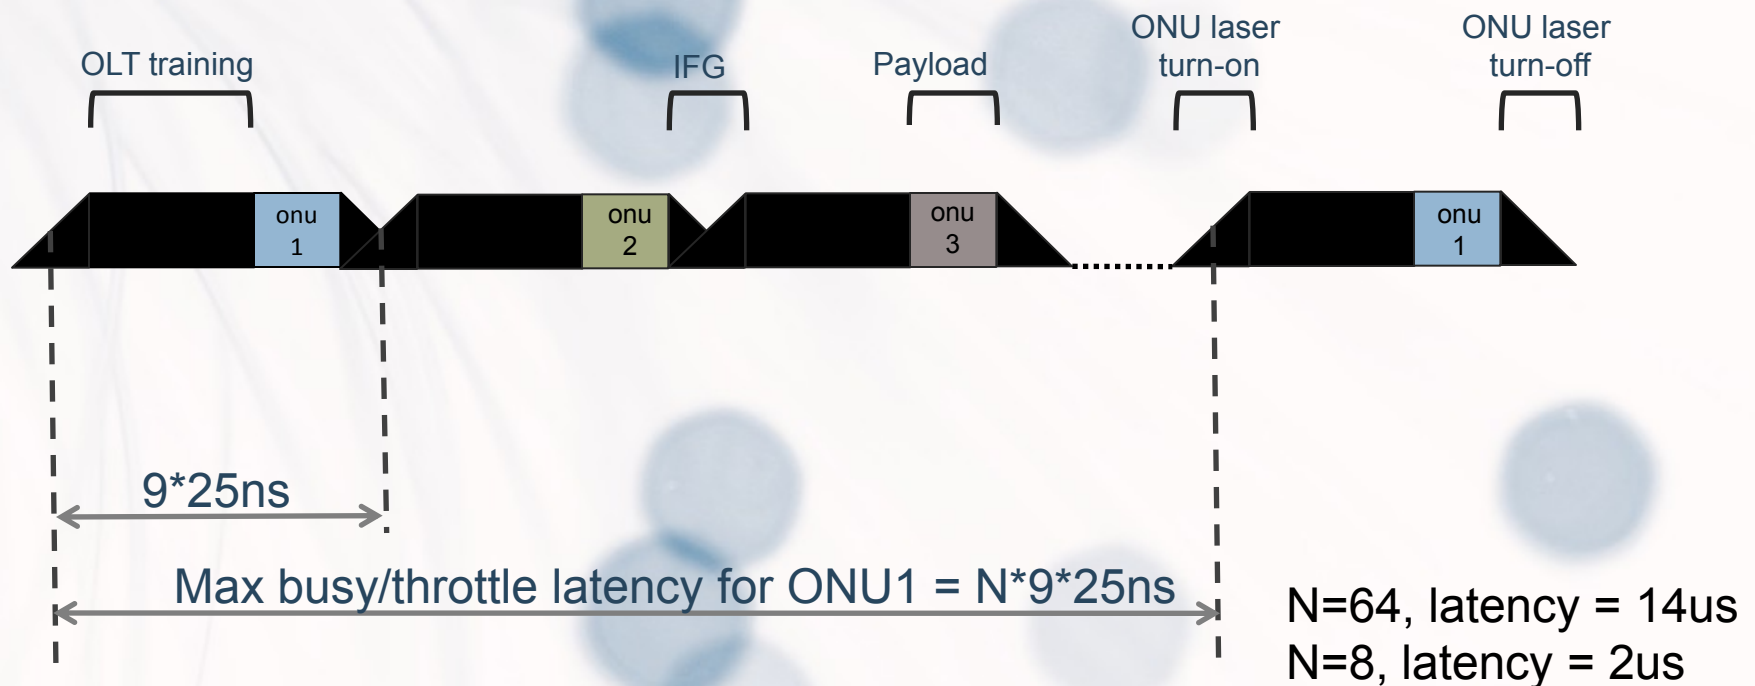 OLT training
IFG
Payload
ONU laser
turn-on
ONU laser
turn-off
onu
1
onu
2
onu
3
onu
1
9*25ns
Max busy/throttle latency for ONU1 = N*9*25ns
N=64, latency = 14us
N=8, latency = 2us